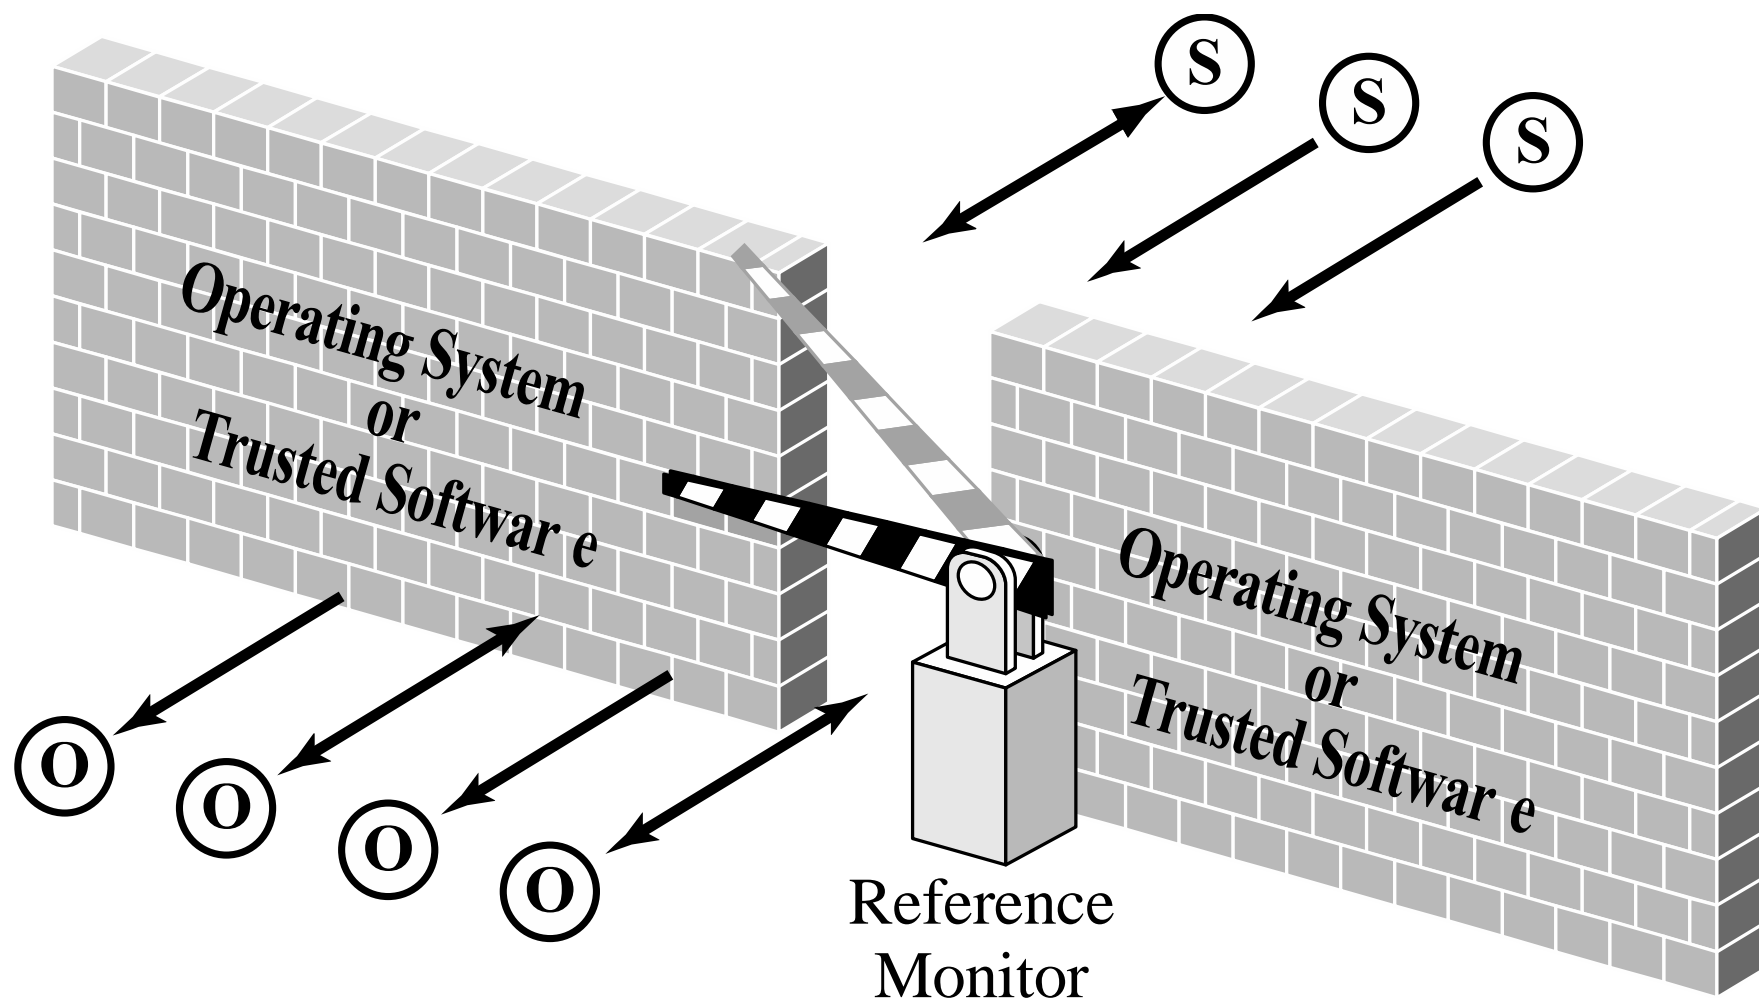 S
S
S
Operating System
or
Trusted Softwar e
Operating System
or
Trusted Softwar e
O
O
O
O
Reference
Monitor